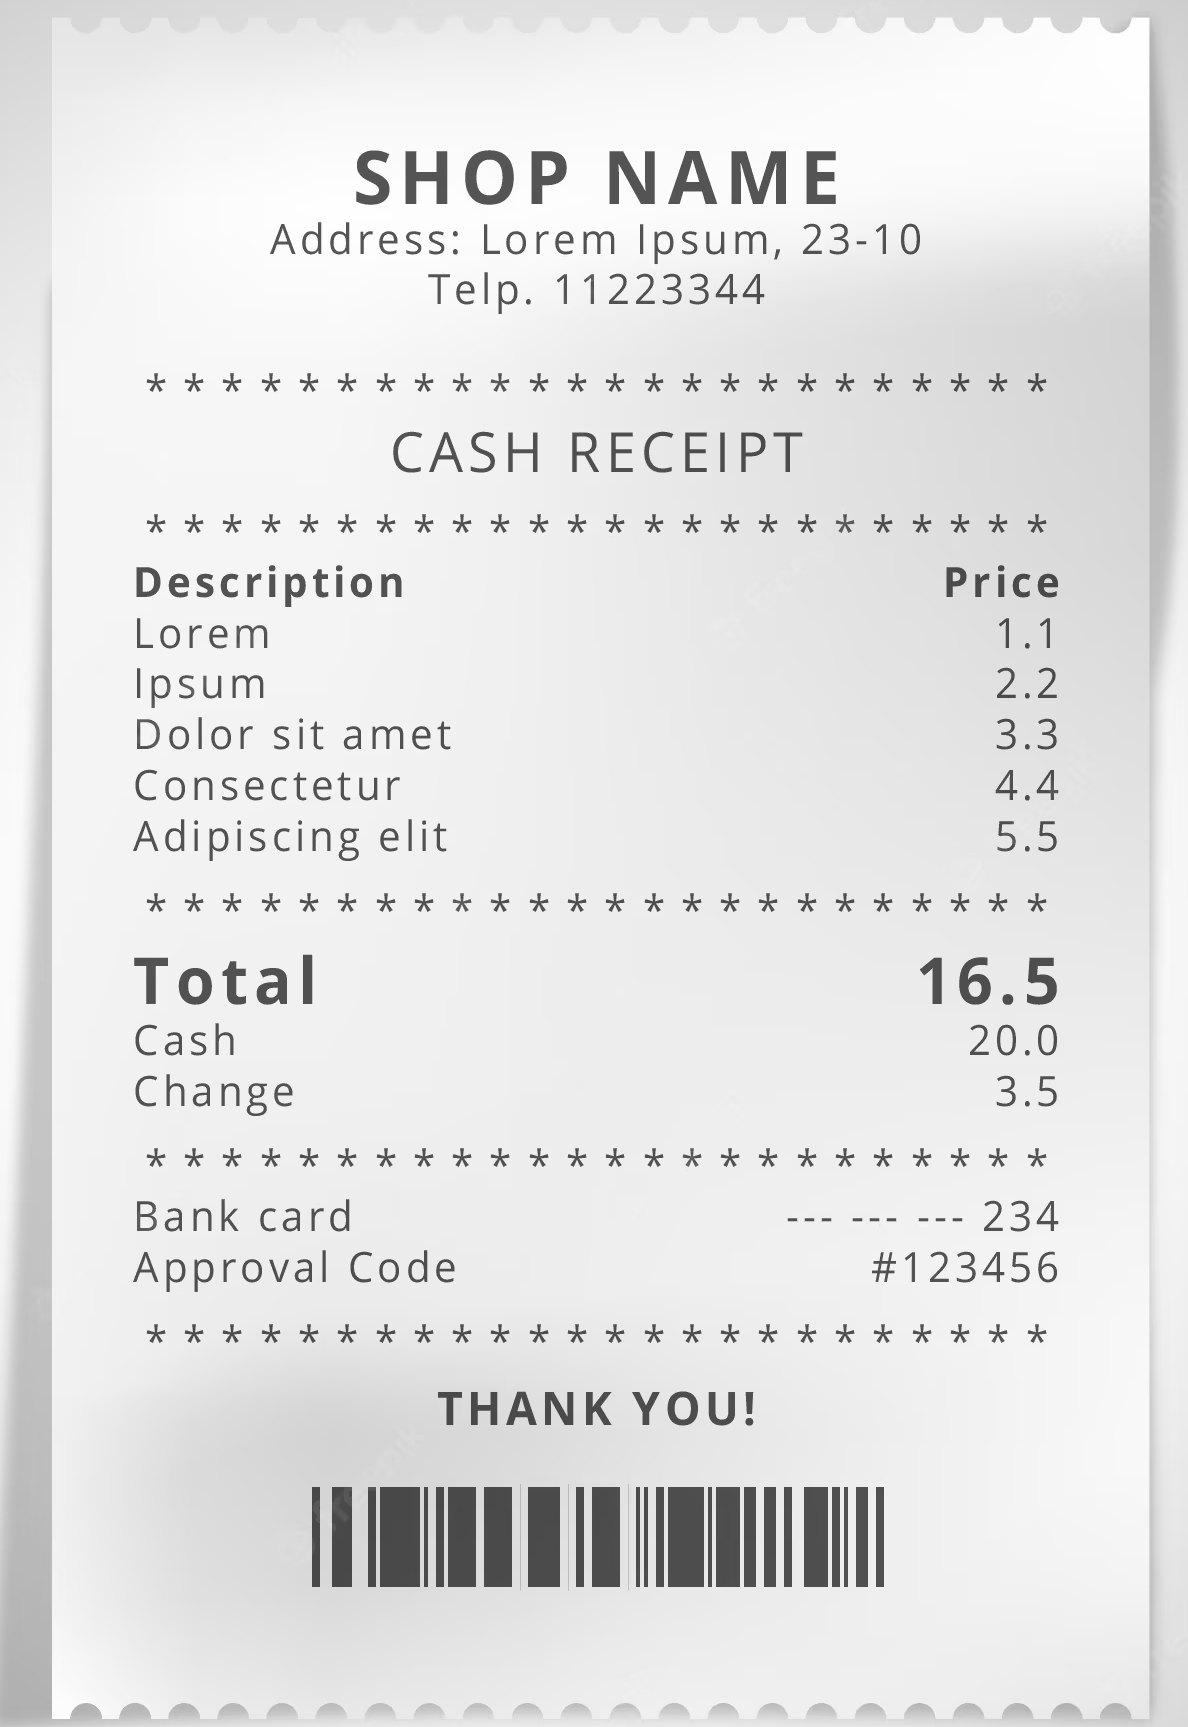 SHOP NAME
Address: Lorem Ipsum, 23-10
Telp. 11223344
* * * * * * * * * * * * * * * * * * * * * * * *
CASH RECEIPT
* * * * * * * * * * * * * * * * * * * * * * * *
Description Price
Lorem 1.1
Ipsum 2.2
Dolor sit amet 3.3
Consectetur 4.4
Adipiscing elit 5.5
* * * * * * * * * * * * * * * * * * * * * * * *
Total 16.5
Cash 20.0
Change 3.5
* * * * * * * * * * * * * * * * * * * * * * * *
Bank card --- --- --- 234
Approval Code #123456
* * * * * * * * * * * * * * * * * * * * * * * *
THANK YOU!